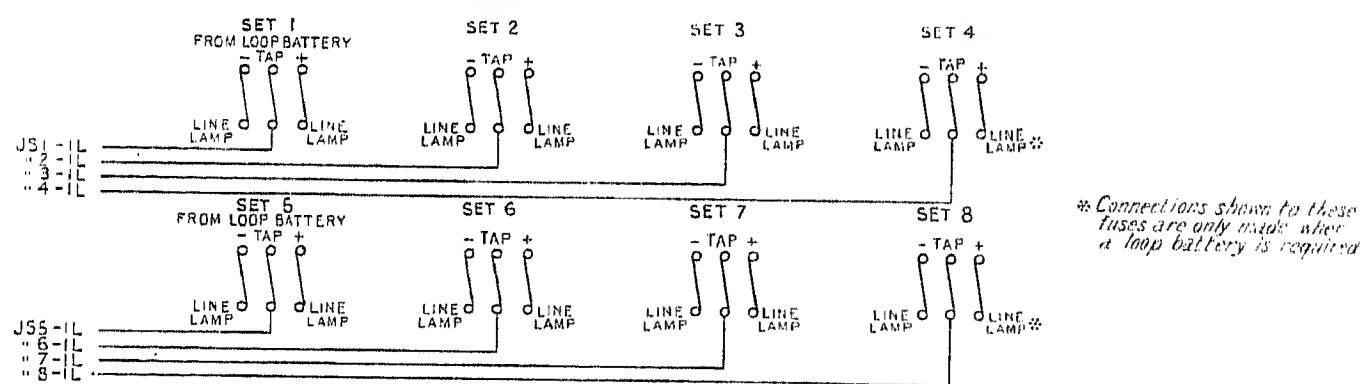 SET 1
FROM LOOP BATTERY
- TAP +
LINE LAMP
LINE LAMP
SET 2
- TAP +
LINE LAMP
LINE LAMP
SET 3
- TAP +
LINE LAMP
LINE LAMP
SET 4
- TAP +
LINE LAMP
LINE LAMP*
JS1-1L
"2-1L
"3-1L
"4-1L
SET 5
FROM LOOP BATTERY
- TAP +
LINE LAMP
LINE LAMP
SET 6
- TAP +
LINE LAMP
LINE LAMP
SET 7
- TAP +
LINE LAMP
LINE LAMP
SET 8
- TAP +
LINE LAMP
LINE LAMP*
JS5-1L
"6-1L
"7-1L
"8-1L
* Connections shown to these
fuses are only made when
a loop battery is required